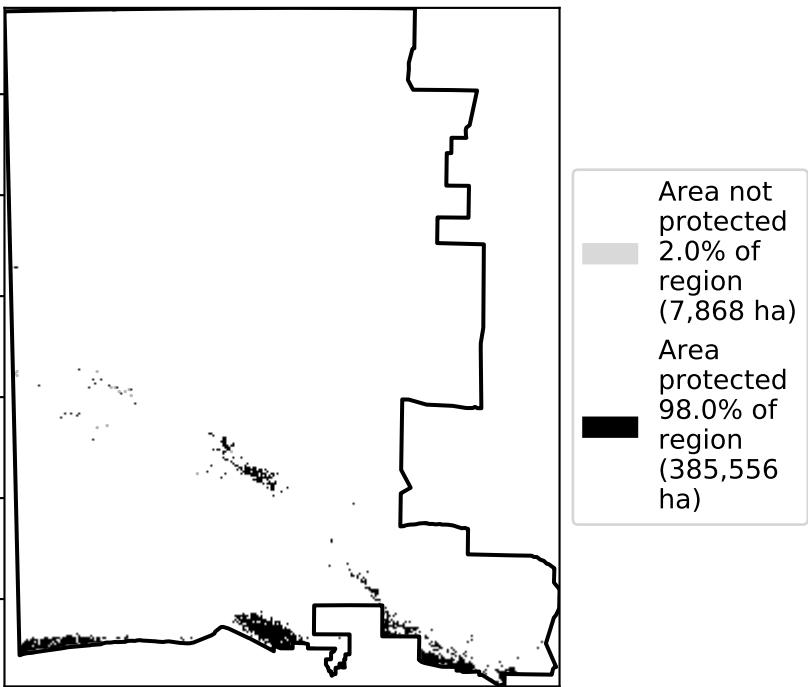 Area not
protected
2.0% of
region
(7,868 ha)
Area
protected
98.0% of
region
(385,556
ha)